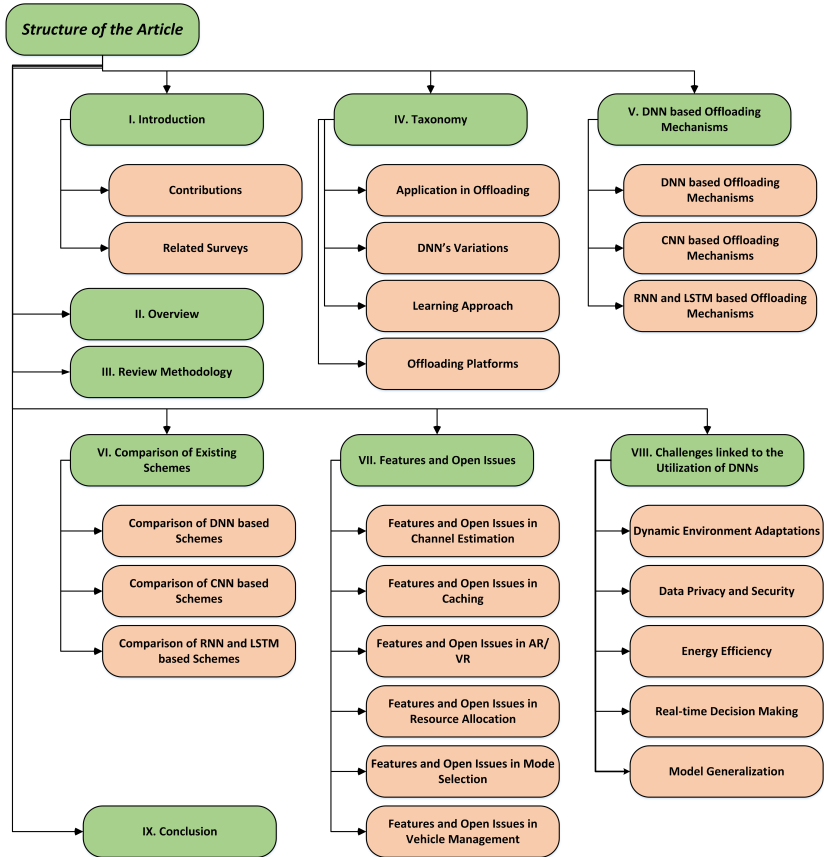 Structure of the Article
I. Introduction
Contributions
Related Surveys
II. Overview
III. Review Methodology
IV. Taxonomy
Application in Offloading
DNN's Variations
Learning Approach
Offloading Platforms
V. DNN based Offloading
Mechanisms
DNN based Offloading
Mechanisms
CNN based Offloading
Mechanisms
RNN and LSTM based Offloading
Mechanisms
VI. Comparison of Existing
Schemes
Comparison of DNN based
Schemes
Comparison of CNN based
Schemes
Comparison of RNN and LSTM
based Schemes
VII. Features and Open Issues
Features and Open Issues in
Channel Estimation
Features and Open Issues in
Caching
Features and Open Issues in AR/
VR
Features and Open Issues in
Resource Allocation
Features and Open Issues in Mode
Selection
Features and Open Issues in
Vehicle Management
VIII. Challenges linked to the
Utilization of DNNs
Dynamic Environment Adaptations
Data Privacy and Security
Energy Efficiency
Real-time Decision Making
Model Generalization
IX. Conclusion